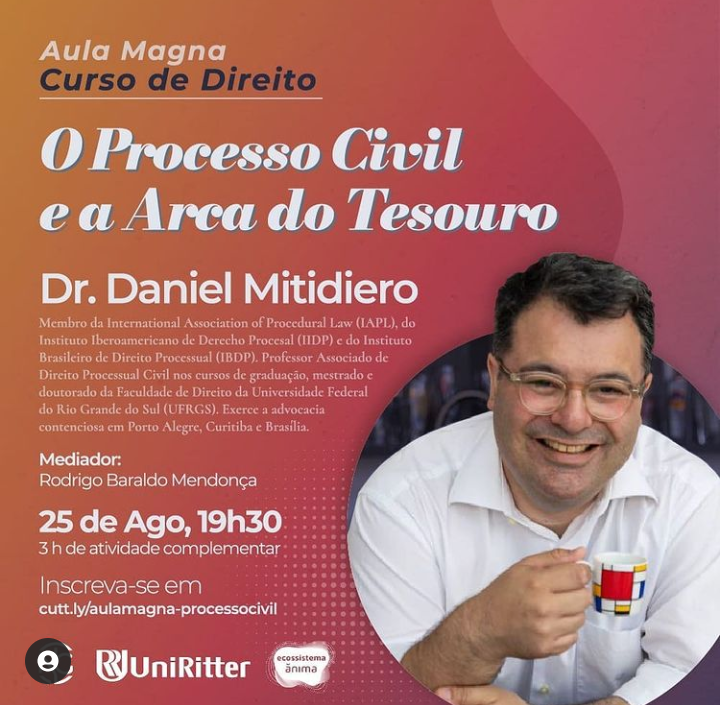 Aula Magna
Curso de Direito
O Processo Civil
e a Arca do Tesouro
Dr. Daniel Mitidiero
Membro da International Association of Procedural Law (IAPL), do
Instituto Iberoamericano de Derecho Procesal (IIDP) e do Instituto
Brasileiro de Direito Processual (IBDP). Professor Associado de
Direito Processual Civil nos cursos de graduação, mestrado e
doutorado da Faculdade de Direito da Universidade Federal
do Rio Grande do Sul (UFRGS). Exerce a advocacia
contenciosa em Porto Alegre, Curitiba e Brasília.
Mediador:
Rodrigo Baraldo Mendonça
25 de Ago, 19h30
3 h de atividade complementar
Inscreva-se em
cutt.ly/aulamagna-processocivil
UniRitter
ecossistema
ânima